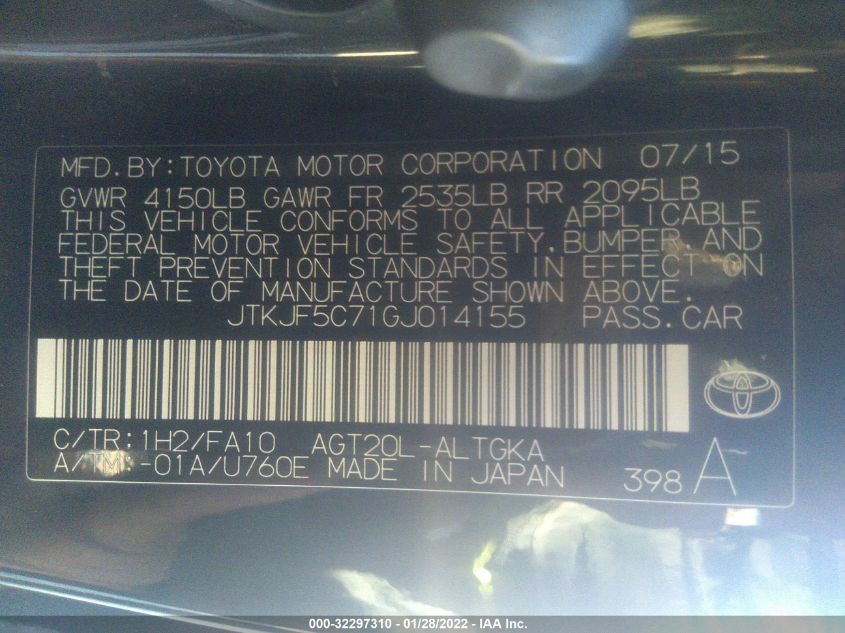 MFD.BY:TOYOTA MOTOR CORPORATION 07/15
GVWR 4150LB GAWR FR 2535LB RR 2095LB
THIS VEHICLE CONFORMS TO ALL APPLICABLE
FEDERAL MOTOR VEHICLE SAFETY,BUMPER,AND
THEFT PREVENTION STANDARDS IN EFFECT ON
THE DATE OF MANUFACTURE SHOWN ABOVE.
JTKJF5C71GJ014155 PASS.CAR
C/TR:1H2/FA10 AGT20L-ALTGKA
A/TM:-01A/U760E MADE IN JAPAN 398 A-
000-32297310 - 01/28/2022 - IAA Inc.